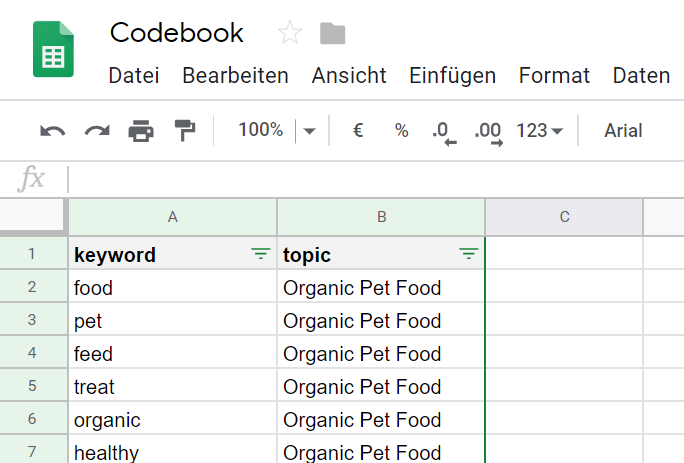 Codebook
Datei Bearbeiten Ansicht Einfügen Format Daten
100% € % .0 .00 123 Arial
fx
A B C
1 keyword topic
2 food Organic Pet Food
3 pet Organic Pet Food
4 feed Organic Pet Food
5 treat Organic Pet Food
6 organic Organic Pet Food
7 healthy Organic Pet Food